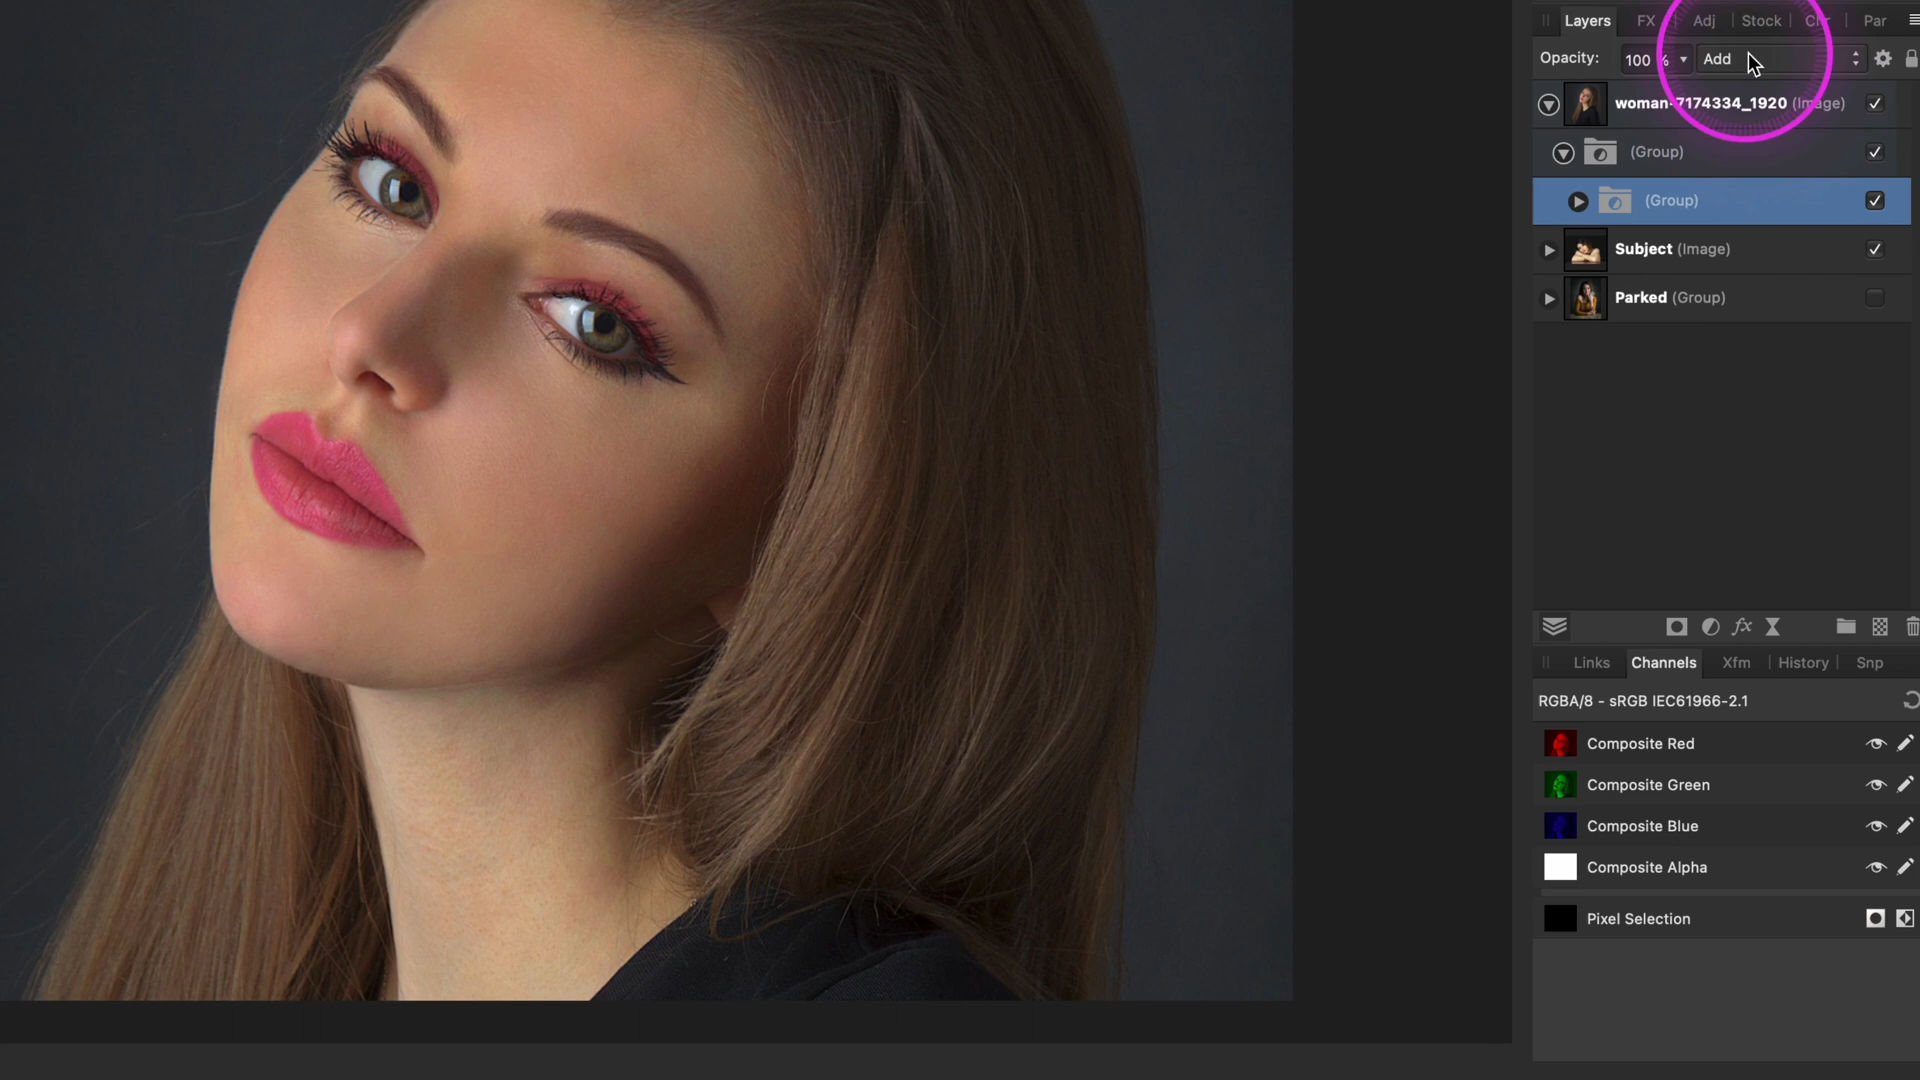 Layers FX Adj Stock Par
Opacity: 100 % Add
woman-7174334_1920 (Image)
(Group)
(Group)
Subject (Image)
Parked (Group)
fx
Links Channels Xfm History Snp
RGBA/8 - sRGB IEC61966-2.1
Composite Red
Composite Green
Composite Blue
Composite Alpha
Pixel Selection